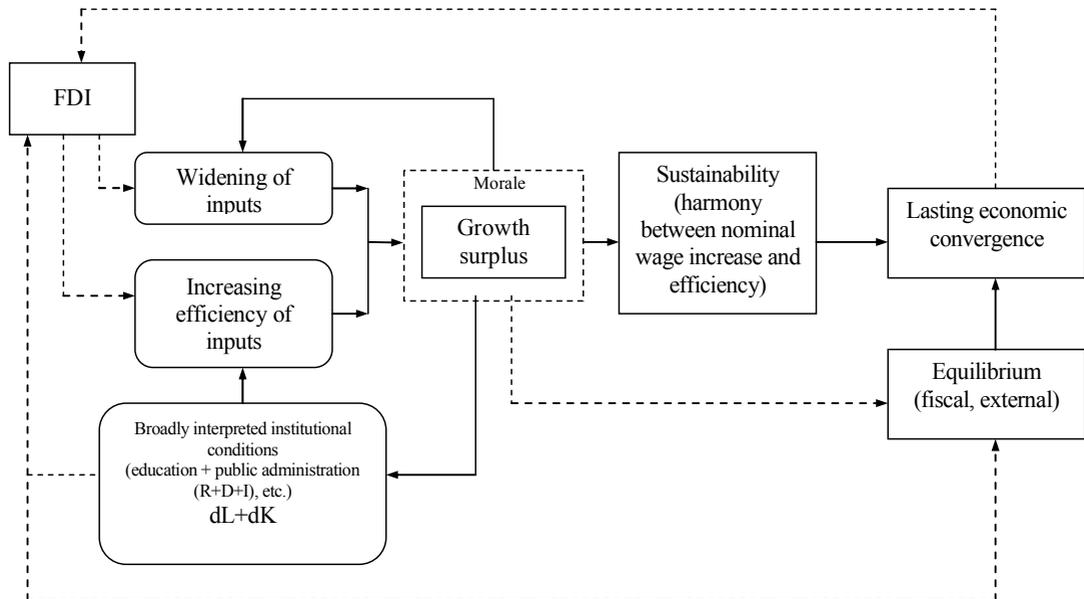 FDI
Widening of
inputs
Increasing
efficiency of
inputs
Broadly interpreted institutional
conditions
(education + public administration
(R+D+I), etc.)
dL+dK
Morale
Growth
surplus
Sustainability
(harmony
between nominal
wage increase and
efficiency)
Lasting economic
convergence
Equilibrium
(fiscal, external)